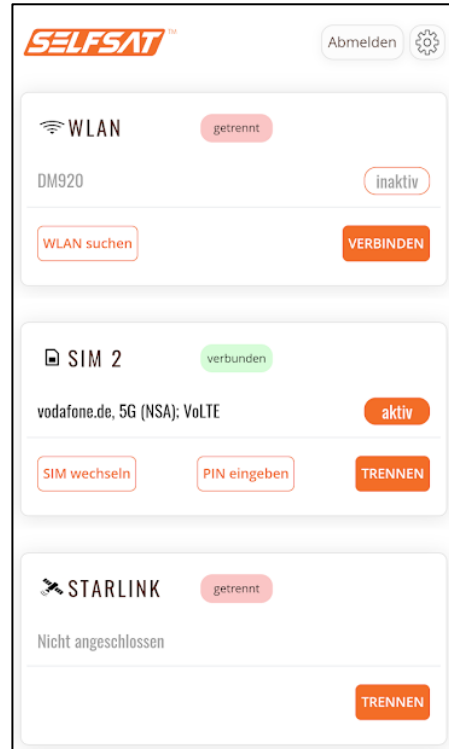 SELFSAT™
Abmelden
WLAN getrennt
DM920 inaktiv
WLAN suchen VERBINDEN
SIM 2 verbunden
vodafone.de, 5G (NSA); VoLTE aktiv
SIM wechseln PIN eingeben TRENNEN
STARLINK getrennt
Nicht angeschlossen
TRENNEN